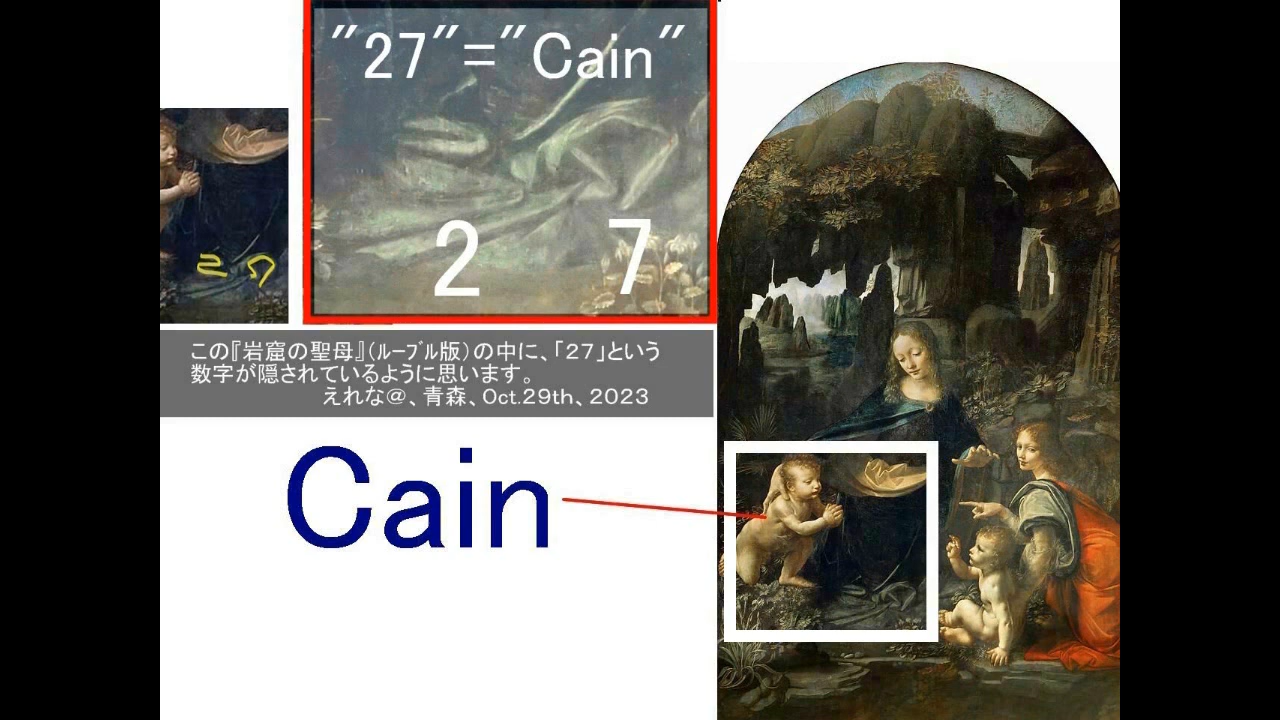 "27"="Cain"
2 7
27
この『岩窟の聖母』(ルーブル版)の中に、「27」という
数字が隠されているように思います。
えれな@、青森、Oct.29th、2023
Cain